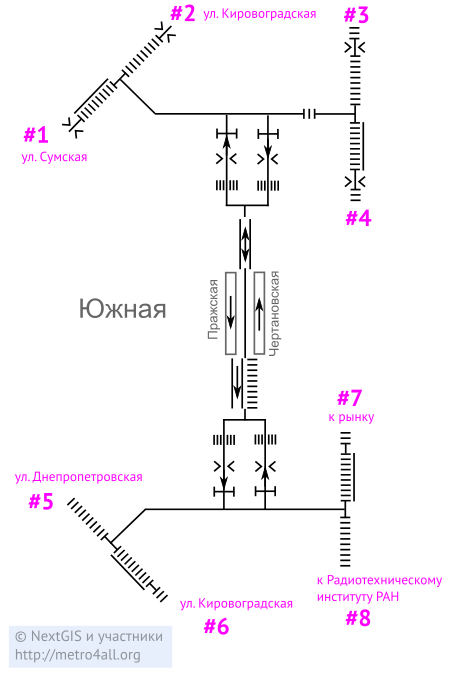 #2 ул. Кировоградская
#3
#1
ул. Сумская
#4
Южная
Пражская
Чертановская
#7
к рынку
ул. Днепропетровская
#5
к Радиотехническому
институту РАН
#8
ул. Кировоградская
#6
© NextGIS и участники
http://metro4all.org